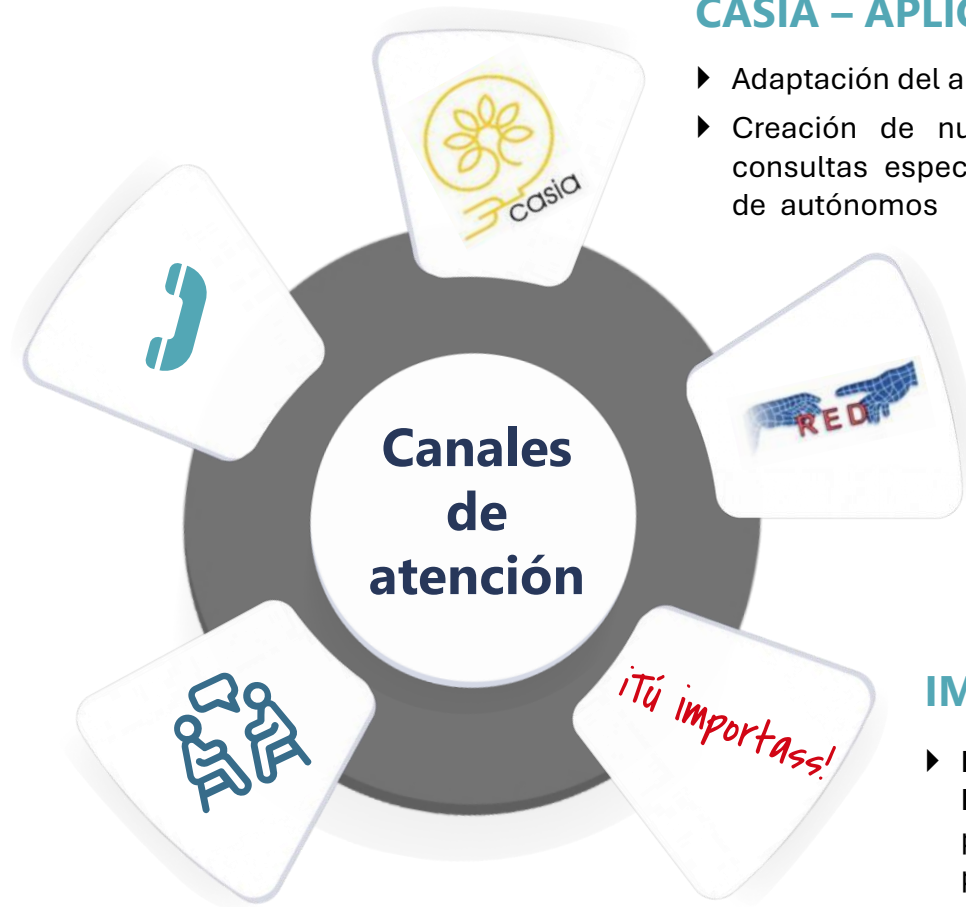 CASIA – APLIC
Adaptación del a
Creación de nu
consultas espec
de autónomos
casia
RED
Canales
de
atención
¡Tú importass!
IM